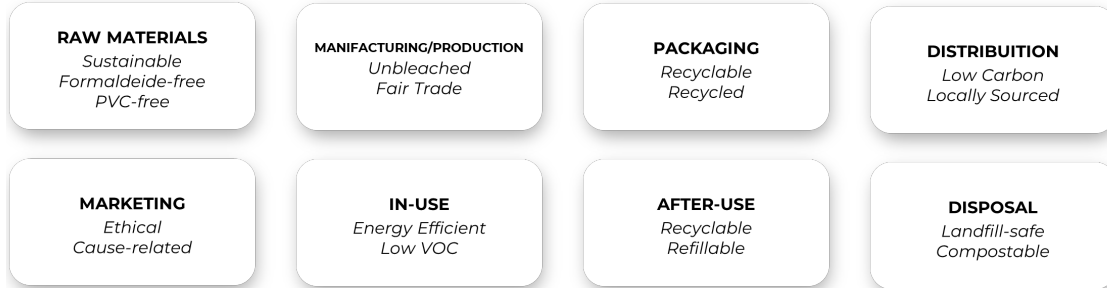 RAW MATERIALS
Sustainable
Formaldeide-free
PVC-free
MANIFACTURING/PRODUCTION
Unbleached
Fair Trade
PACKAGING
Recyclable
Recycled
DISTRIBUITION
Low Carbon
Locally Sourced
MARKETING
Ethical
Cause-related
IN-USE
Energy Efficient
Low VOC
AFTER-USE
Recyclable
Refillable
DISPOSAL
Landfill-safe
Compostable